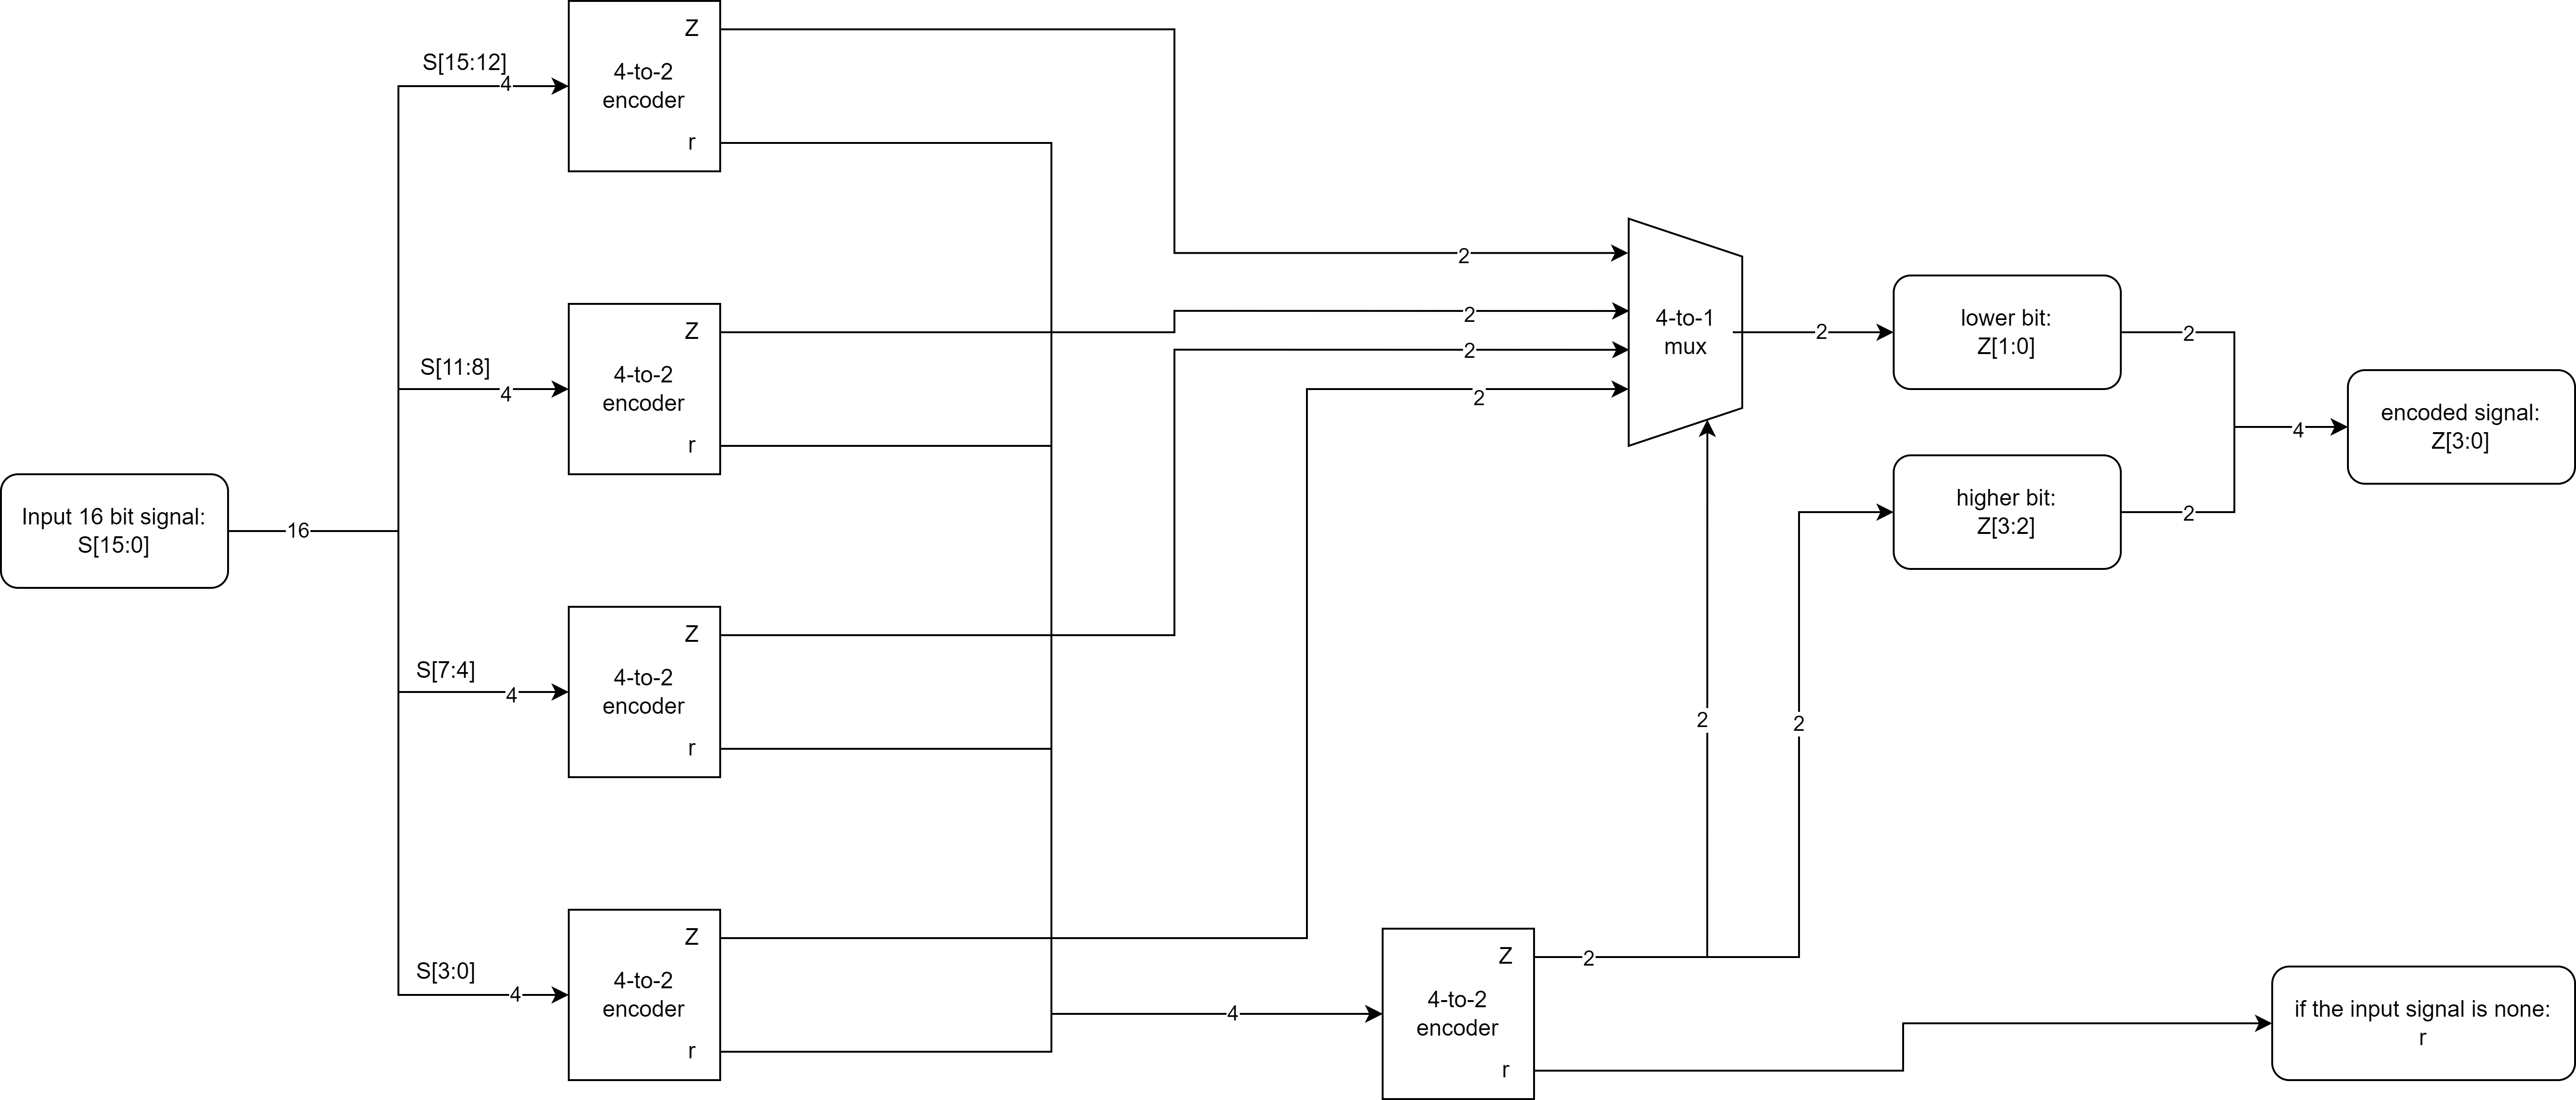 Z
S[15:12]
4
4-to-2
encoder
r
2
Z
S[11:8]
4
4-to-2
encoder
r
2
2
2
4-to-1
mux
2
lower bit:
Z[1:0]
2
encoded signal:
Z[3:0]
4
higher bit:
Z[3:2]
2
Input 16 bit signal:
S[15:0]
16
Z
S[7:4]
4
4-to-2
encoder
r
2
2
Z
S[3:0]
4
4-to-2
encoder
r
4
Z
4-to-2
encoder
r
2
if the input signal is none:
r